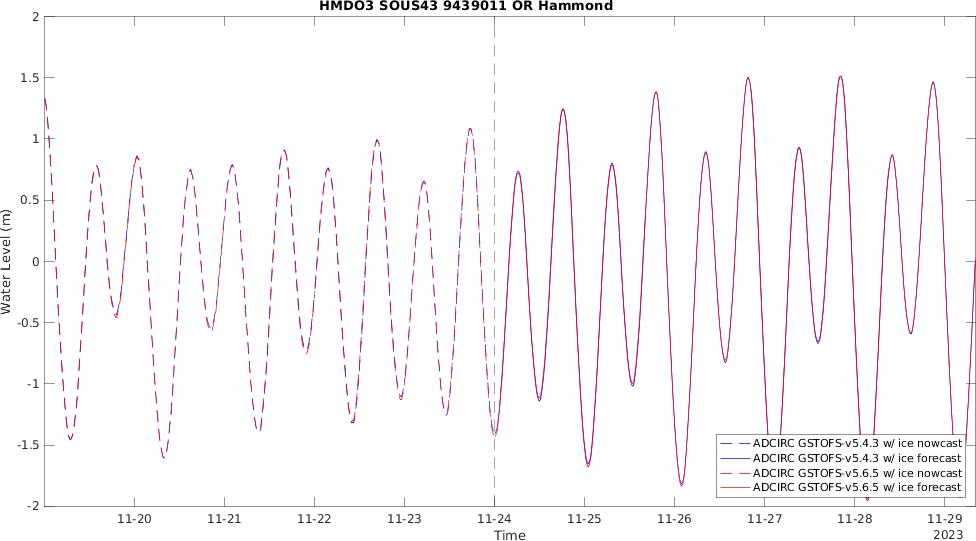 HMDO3 SOUS43 9439011 OR Hammond
2
1.5
1
0.5
0
-0.5
-1
-1.5
-2
Water Level (m)
ADCIRC GSTOFS-v5.4.3 w/ ice nowcast
ADCIRC GSTOFS-v5.4.3 w/ ice forecast
ADCIRC GSTOFS-v5.6.5 w/ ice nowcast
ADCIRC GSTOFS-v5.6.5 w/ ice forecast
11-20 11-21 11-22 11-23 11-24 11-25 11-26 11-27 11-28 11-29
Time 2023